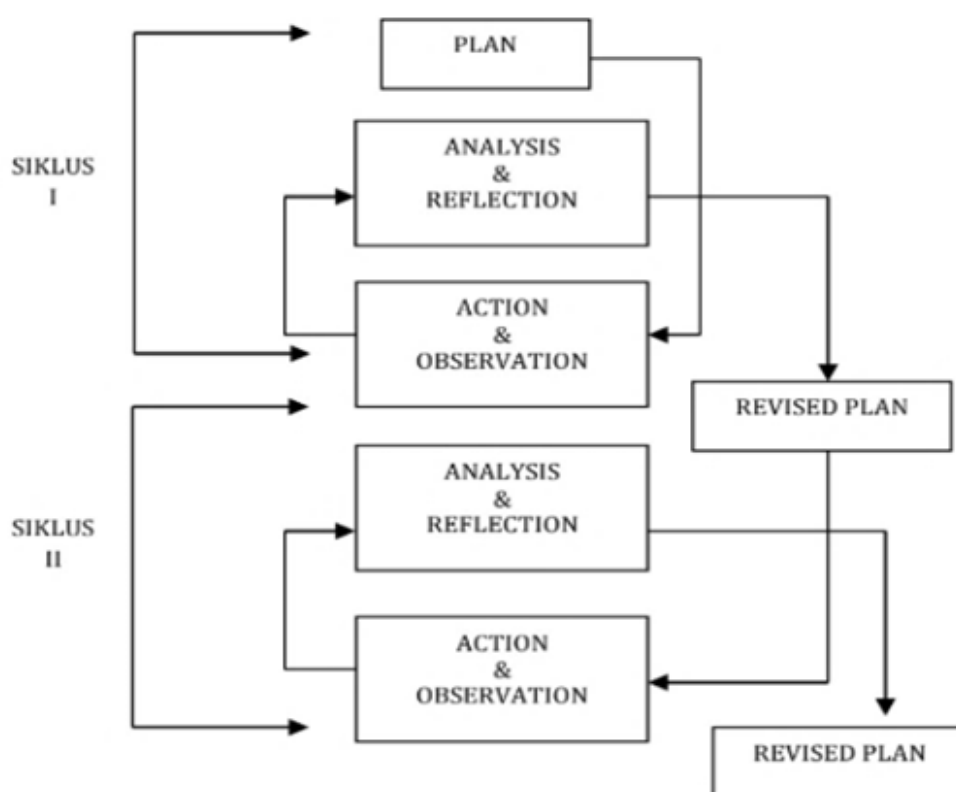 PLAN
ANALYSIS
&
REFLECTION
SIKLUS
I
ACTION
&
OBSERVATION
REVISED PLAN
ANALYSIS
&
REFLECTION
SIKLUS
II
ACTION
&
OBSERVATION
REVISED PLAN